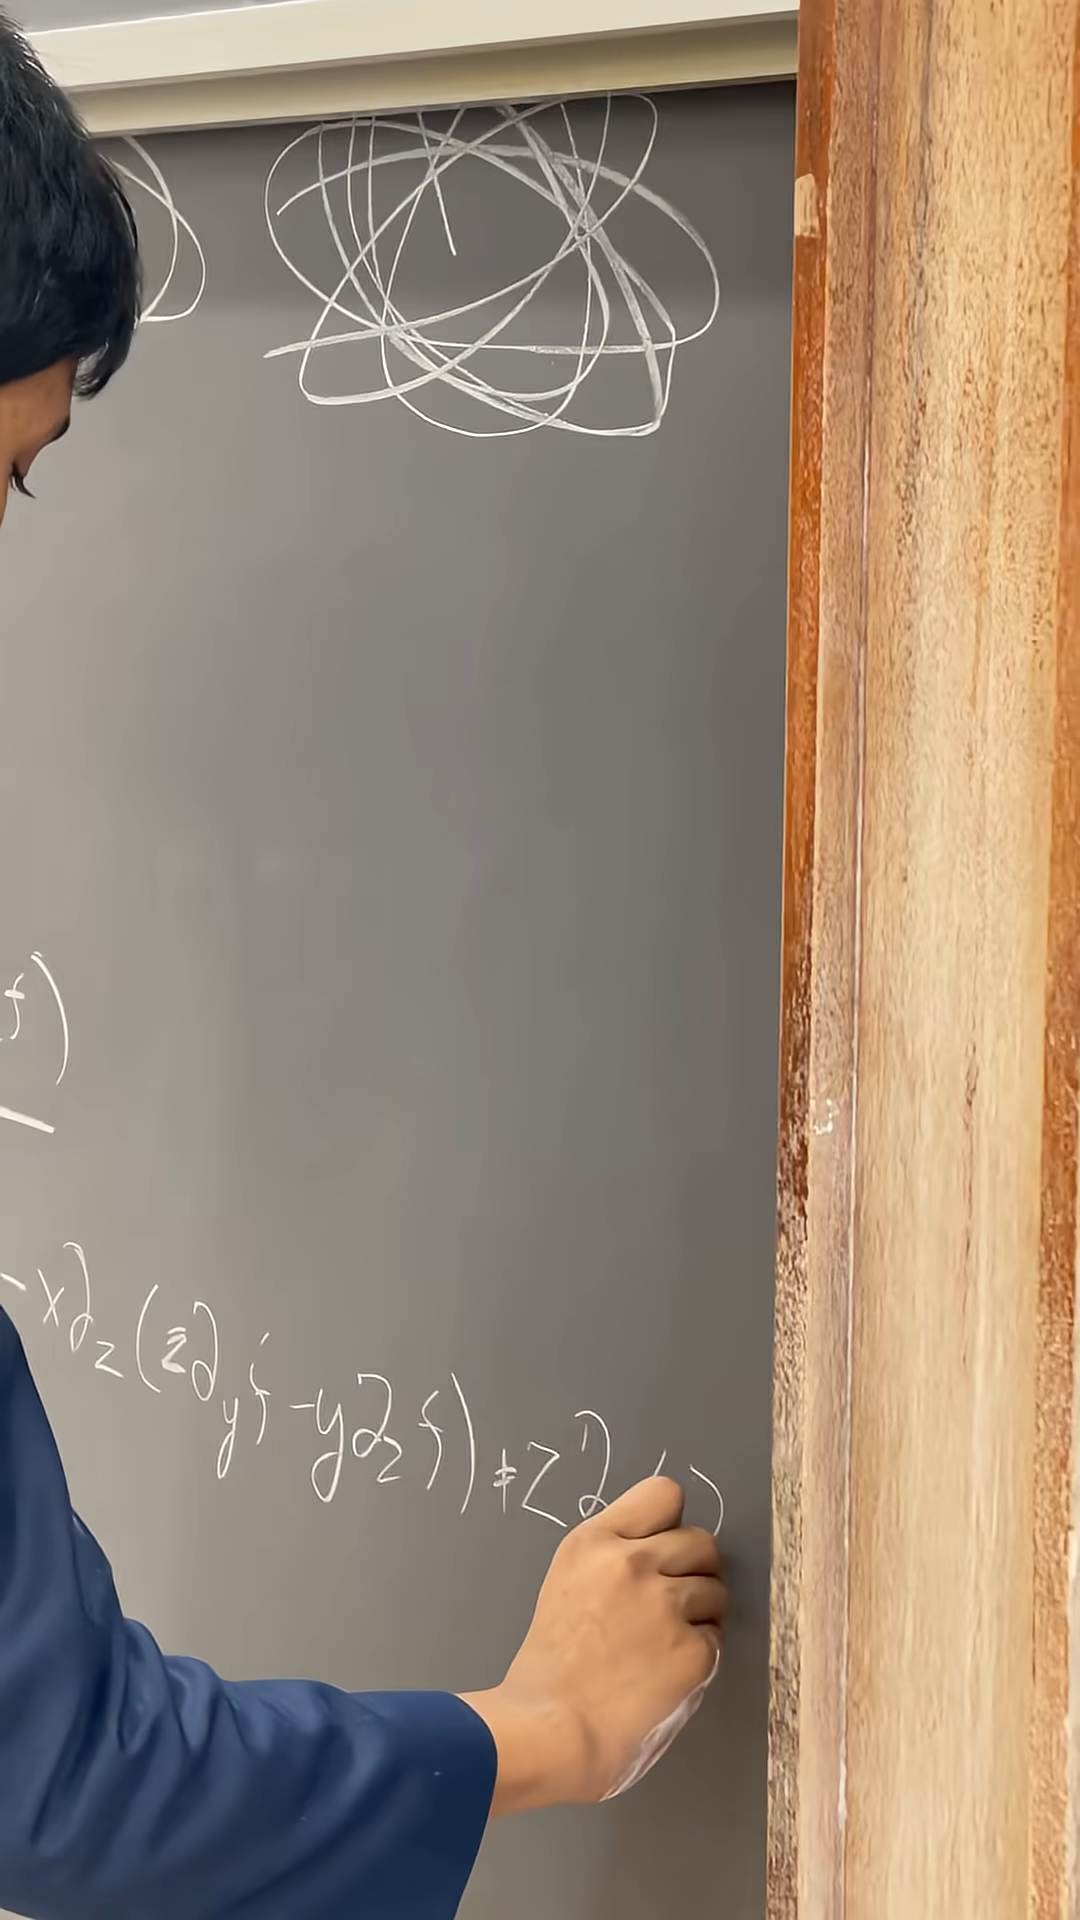 f)
- x∂z(z∂yf - y∂zf) + z∂ ( )